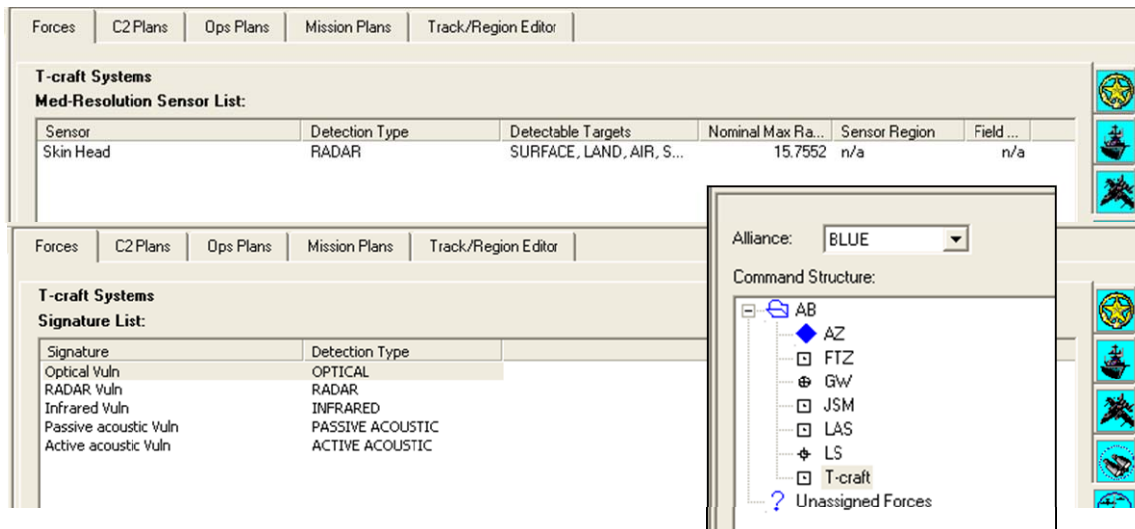 Forces C2 Plans Ops Plans Mission Plans Track/Region Editor
T-craft Systems
Med-Resolution Sensor List:
Sensor Detection Type Detectable Targets Nominal Max Ra... Sensor Region Field ...
Skin Head RADAR SURFACE, LAND, AIR, S... 15.7552 n/a n/a
Forces C2 Plans Ops Plans Mission Plans Track/Region Editor
T-craft Systems
Signature List:
Signature Detection Type
Optical Vuln OPTICAL
RADAR Vuln RADAR
Infrared Vuln INFRARED
Passive acoustic Vuln PASSIVE ACOUSTIC
Active acoustic Vuln ACTIVE ACOUSTIC
Alliance: BLUE
Command Structure:
AB
AZ
FTZ
GW
JSM
LAS
LS
T-craft
? Unassigned Forces